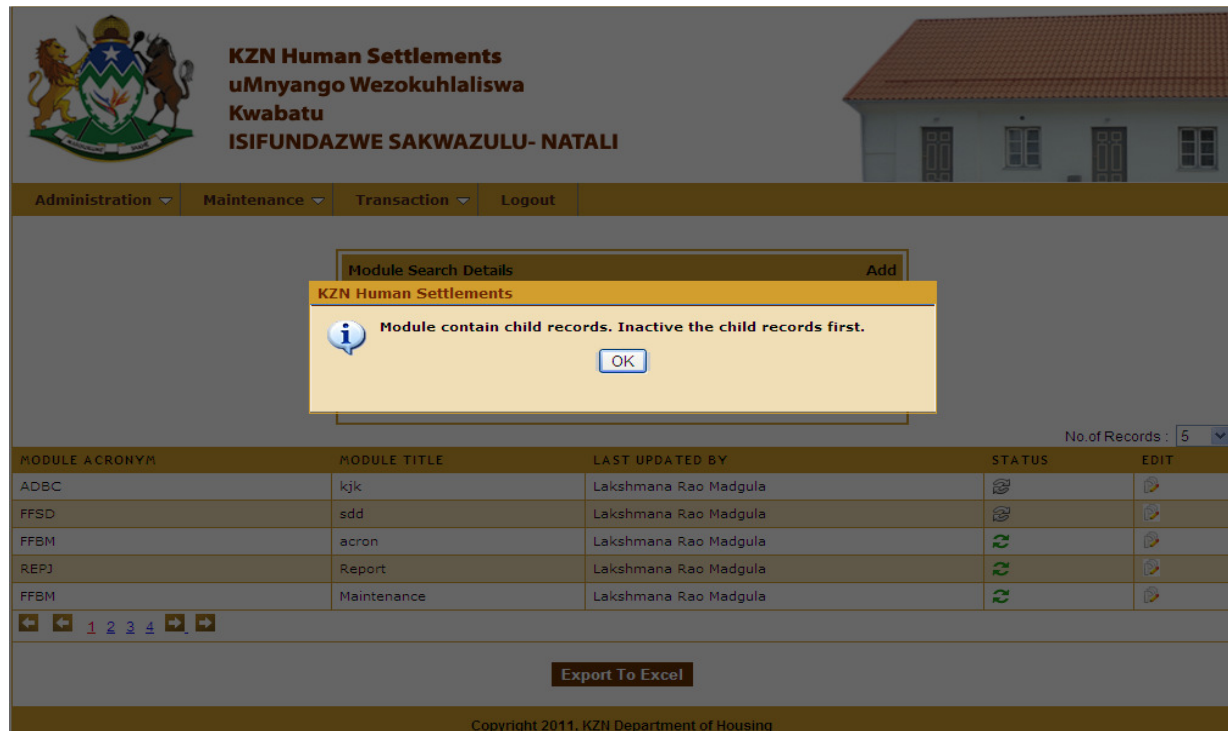 KZN Human Settlements
uMnyango Wezokuhlaliswa
Kwabatu
ISIFUNDAZWE SAKWAZULU- NATALI
Administration Maintenance Transaction Logout
Module Search Details Add
KZN Human Settlements
Module contain child records. Inactive the child records first.
OK
No.of Records : 5
MODULE ACRONYM MODULE TITLE LAST UPDATED BY STATUS EDIT
ADBC kjk Lakshmana Rao Madgula
FFSD sdd Lakshmana Rao Madgula
FFBM acron Lakshmana Rao Madgula
REPJ Report Lakshmana Rao Madgula
FFBM Maintenance Lakshmana Rao Madgula
1 2 3 4
Export To Excel
Copyright 2011, KZN Department of Housing